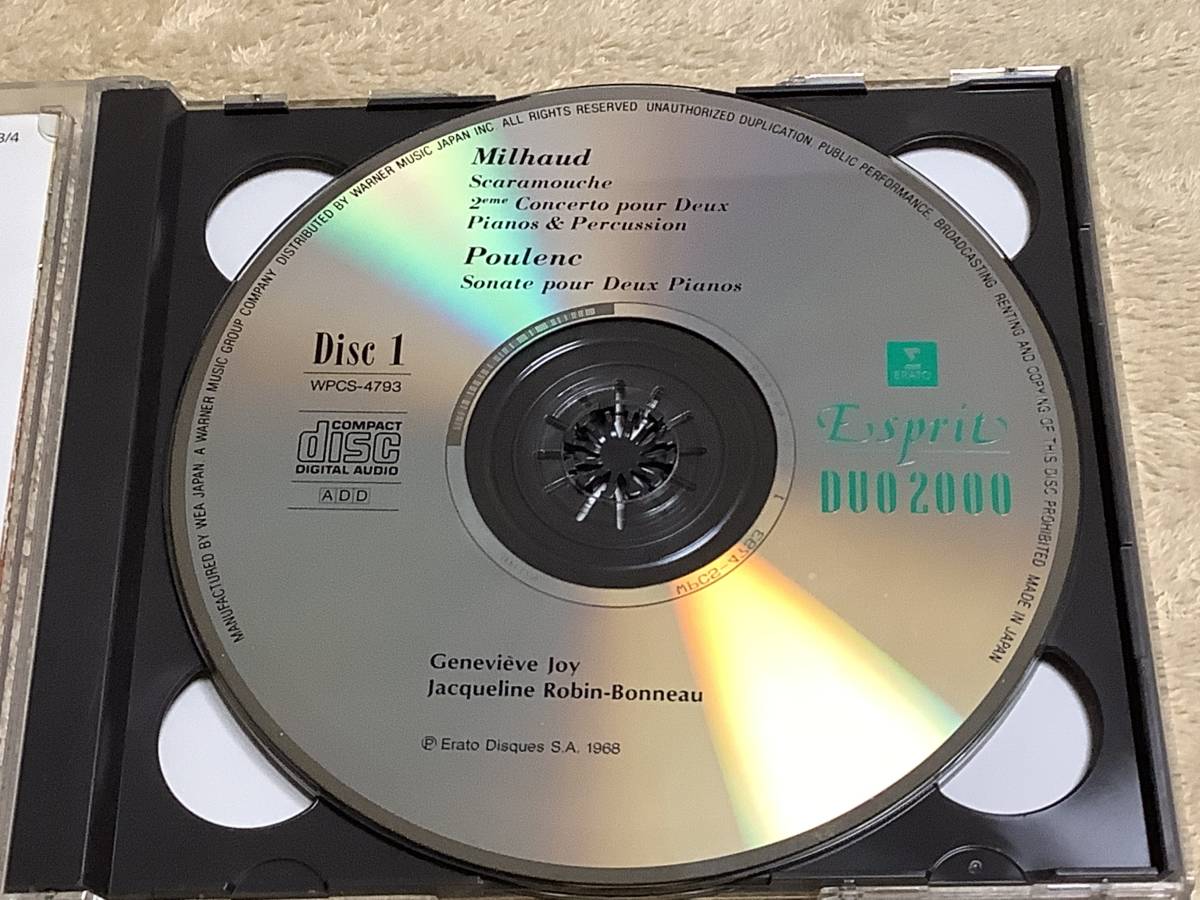 3/4
MANUFACTURED BY WEA JAPAN. A WARNER MUSIC GROUP COMPANY DISTRIBUTED BY WARNER MUSIC JAPAN INC. ALL RIGHTS RESERVED UNAUTHORIZED DUPLICATION, PUBLIC PERFORMANCE, BROADCASTING, RENTING AND COPYING OF THIS DISC PROHIBITED MADE IN JAPAN
Milhaud
Scaramouche
2eme Concerto pour Deux
Pianos & Percussion
Poulenc
Sonate pour Deux Pianos
Disc 1
WPCS-4793
COMPACT
disc
DIGITAL AUDIO
ADD
ERATO
Esprit
DUO 2000
Geneviève Joy
Jacqueline Robin-Bonneau
℗ Erato Disques S.A. 1968